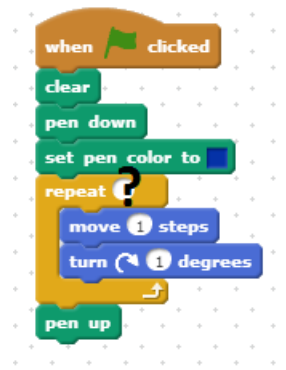 when clicked
clear
pen down
set pen color to
repeat ?
move 1 steps
turn 1 degrees
pen up